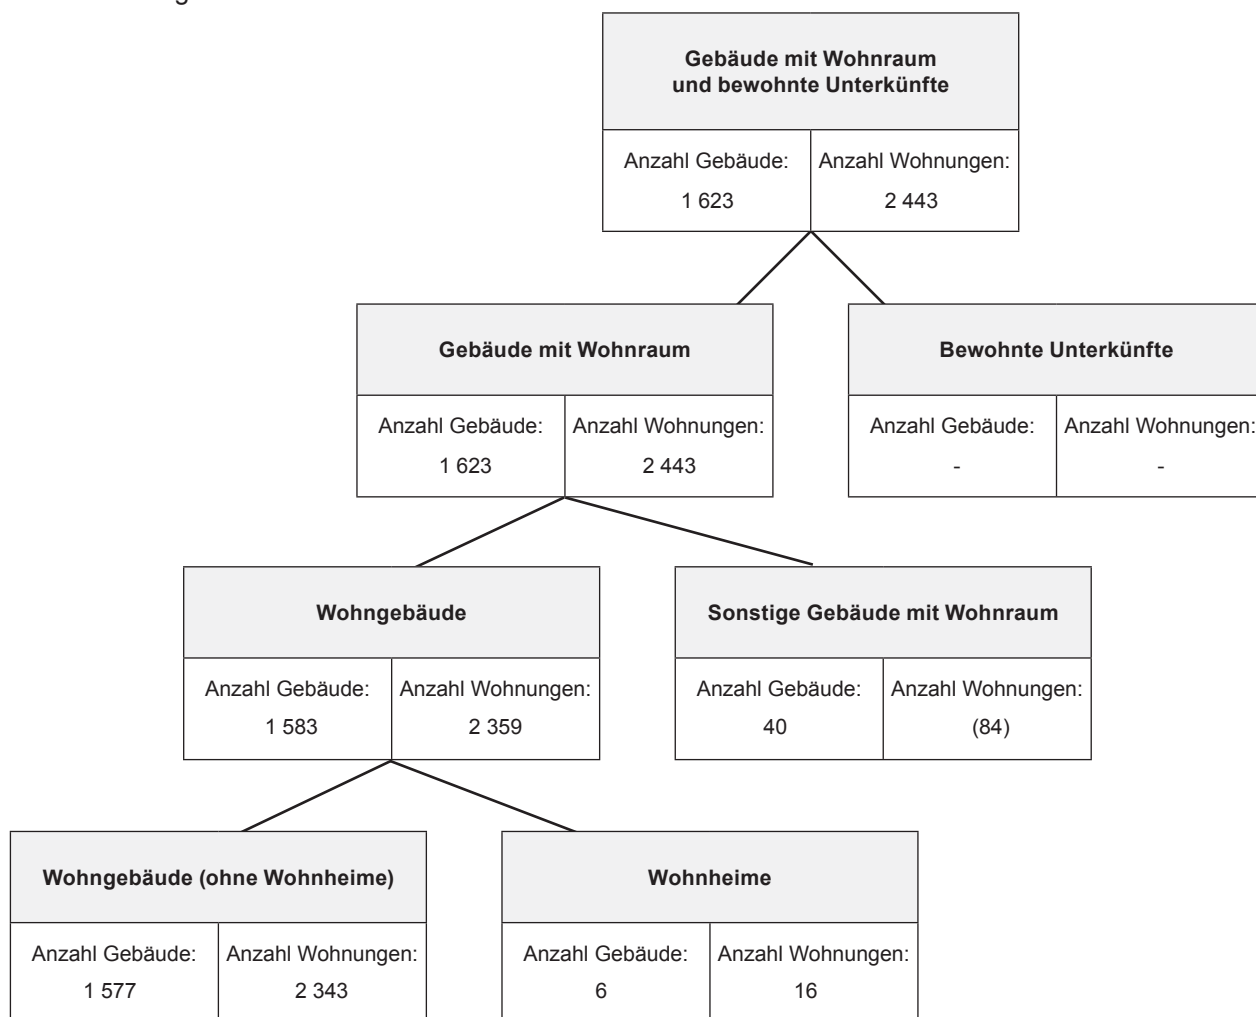 Gebäude mit Wohnraum
und bewohnte Unterkünfte
Anzahl Gebäude: Anzahl Wohnungen:
1 623 2 443
Gebäude mit Wohnraum
Anzahl Gebäude: Anzahl Wohnungen:
1 623 2 443
Bewohnte Unterkünfte
Anzahl Gebäude: Anzahl Wohnungen:
- -
Wohngebäude
Anzahl Gebäude: Anzahl Wohnungen:
1 583 2 359
Sonstige Gebäude mit Wohnraum
Anzahl Gebäude: Anzahl Wohnungen:
40 (84)
Wohngebäude (ohne Wohnheime)
Anzahl Gebäude: Anzahl Wohnungen:
1 577 2 343
Wohnheime
Anzahl Gebäude: Anzahl Wohnungen:
6 16